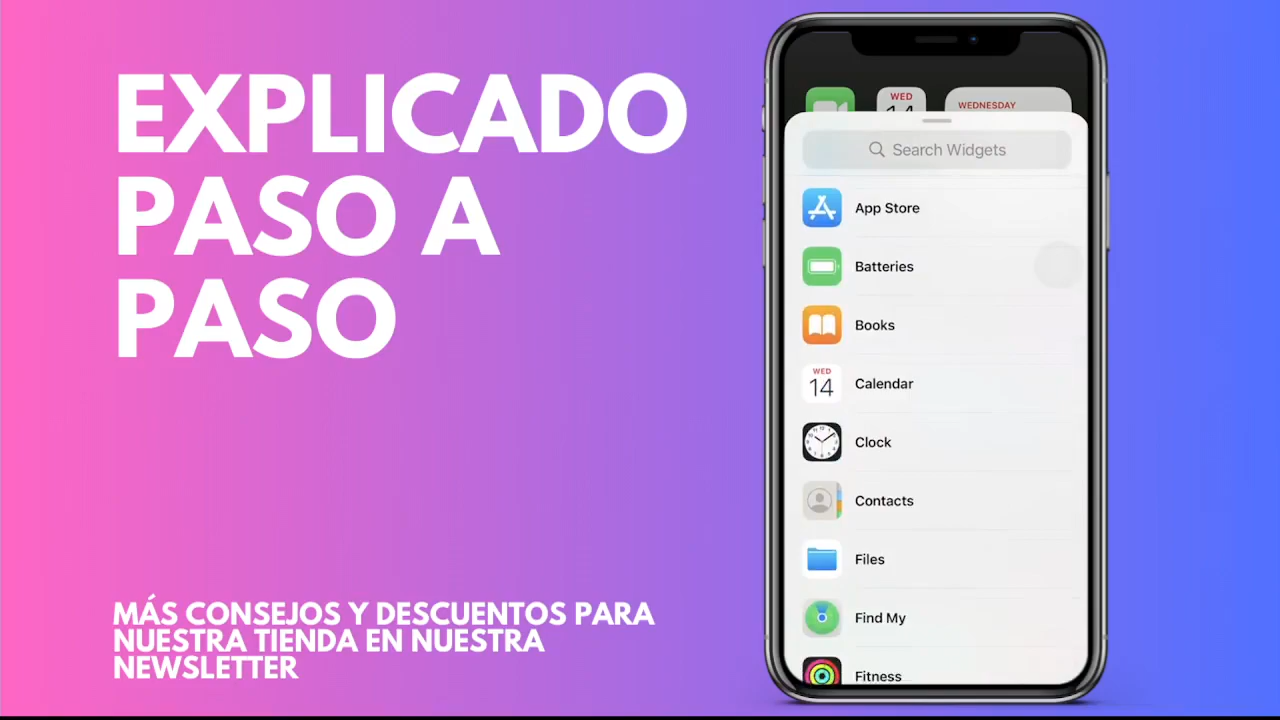 EXPLICADO
PASO A
PASO
MÁS CONSEJOS Y DESCUENTOS PARA
NUESTRA TIENDA EN NUESTRA
NEWSLETTER
WED
14
WEDNESDAY
Search Widgets
App Store
Batteries
Books
WED
14
Calendar
Clock
Contacts
Files
Find My
Fitness